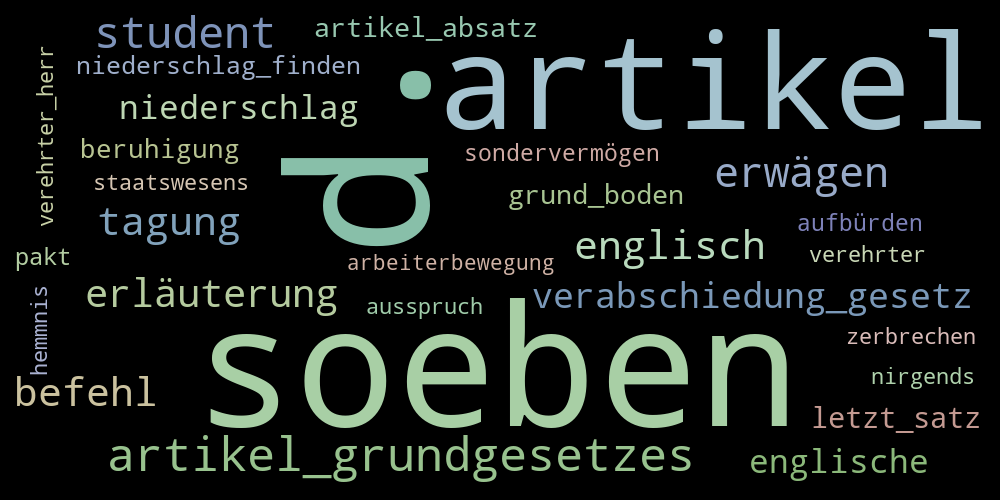 student
artikel_absatz
artikel
niederschlag_finden
verehrter_herr
niederschlag
d.
beruhigung
sondervermögen
erwägen
staatswesens
grund_boden
tagung
aufbürden
englisch
verehrter
pakt
arbeiterbewegung
erläuterung
verabschiedung_gesetz
hemmnis
ausspruch
soeben
zerbrechen
nirgends
befehl
letzt_satz
artikel_grundgesetzes
englische